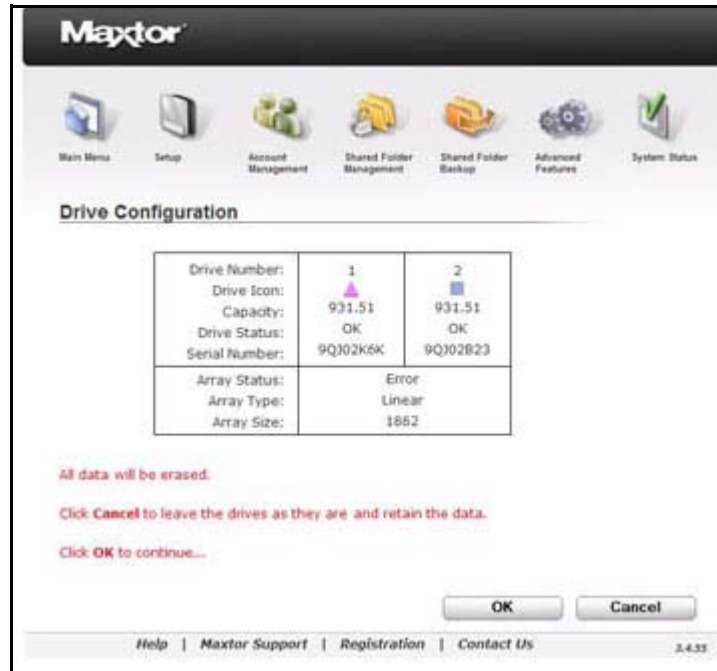 Maxtor
Main Menu
Setup
Account Management
Shared Folder Management
Shared Folder Backup
Advanced Features
System Status
Drive Configuration
Drive Number: 1 2
Drive Icon:
Capacity: 931.51 931.51
Drive Status: OK OK
Serial Number: 9QJ02K6K 9QJ02B23
Array Status: Error
Array Type: Linear
Array Size: 1862
All data will be erased.
Click Cancel to leave the drives as they are and retain the data.
Click OK to continue...
OK Cancel
Help | Maxtor Support | Registration | Contact Us